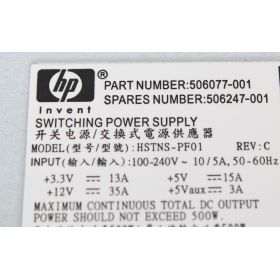 hp
invent
PART NUMBER:506077-001
SPARES NUMBER:506247-001
SWITCHING POWER SUPPLY
开关电源/交換式電源供應器
MODEL(型号/型號): HSTNS-PF01 REV:C
INPUT(输入/輸入): 100-240V~ 10/5A, 50-60Hz
+3.3V ⎓ 13A +5V ⎓ 15A
+12V ⎓ 35A +5Vaux ⎓ 3A
MAXIMUM CONTINUOUS TOTAL DC OUTPUT
POWER SHOULD NOT EXCEED 500W.